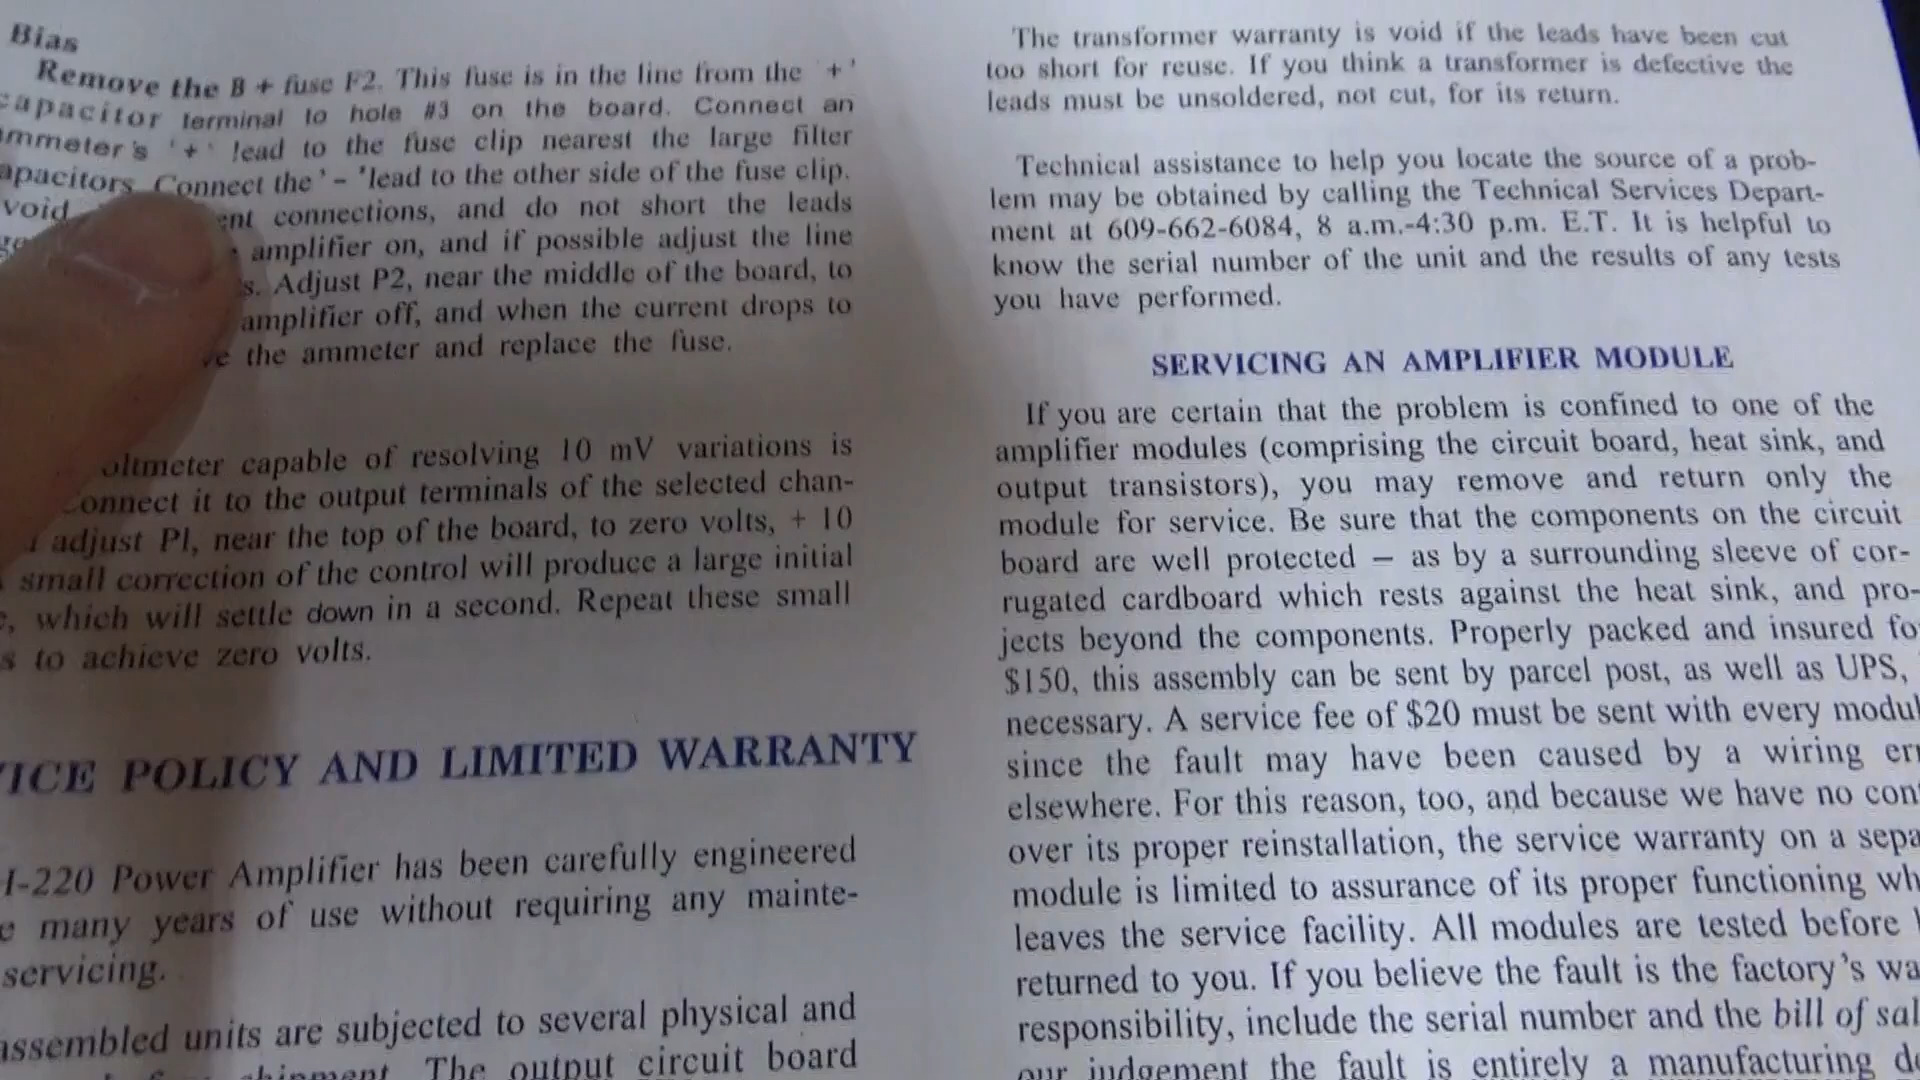 Bias
Remove the B + fuse F2. This fuse is in the line from the '+'
capacitor terminal to hole #3 on the board. Connect an
ammeter's '+' lead to the fuse clip nearest the large filter
apacitors. Connect the ' – ' lead to the other side of the fuse clip.
void connections, and do not short the leads
amplifier on, and if possible adjust the line
s. Adjust P2, near the middle of the board, to
amplifier off, and when the current drops to
the ammeter and replace the fuse.
oltmeter capable of resolving 10 mV variations is
onnect it to the output terminals of the selected chan-
adjust P1, near the top of the board, to zero volts, + 10
small correction of the control will produce a large initial
, which will settle down in a second. Repeat these small
s to achieve zero volts.
ICE POLICY AND LIMITED WARRANTY
-220 Power Amplifier has been carefully engineered
e many years of use without requiring any mainte-
servicing.
assembled units are subjected to several physical and
shipment. The output circuit board
The transformer warranty is void if the leads have been cut
too short for reuse. If you think a transformer is defective the
leads must be unsoldered, not cut, for its return.
Technical assistance to help you locate the source of a prob-
lem may be obtained by calling the Technical Services Depart-
ment at 609-662-6084, 8 a.m.-4:30 p.m. E.T. It is helpful to
know the serial number of the unit and the results of any tests
you have performed.
SERVICING AN AMPLIFIER MODULE
If you are certain that the problem is confined to one of the
amplifier modules (comprising the circuit board, heat sink, and
output transistors), you may remove and return only the
module for service. Be sure that the components on the circuit
board are well protected — as by a surrounding sleeve of cor-
rugated cardboard which rests against the heat sink, and pro-
jects beyond the components. Properly packed and insured fo
$150, this assembly can be sent by parcel post, as well as UPS,
necessary. A service fee of $20 must be sent with every modul
since the fault may have been caused by a wiring er
elsewhere. For this reason, too, and because we have no con
over its proper reinstallation, the service warranty on a sepa
module is limited to assurance of its proper functioning wh
leaves the service facility. All modules are tested before
returned to you. If you believe the fault is the factory's wa
responsibility, include the serial number and the bill of sal
our judgement the fault is entirely a manufacturing de